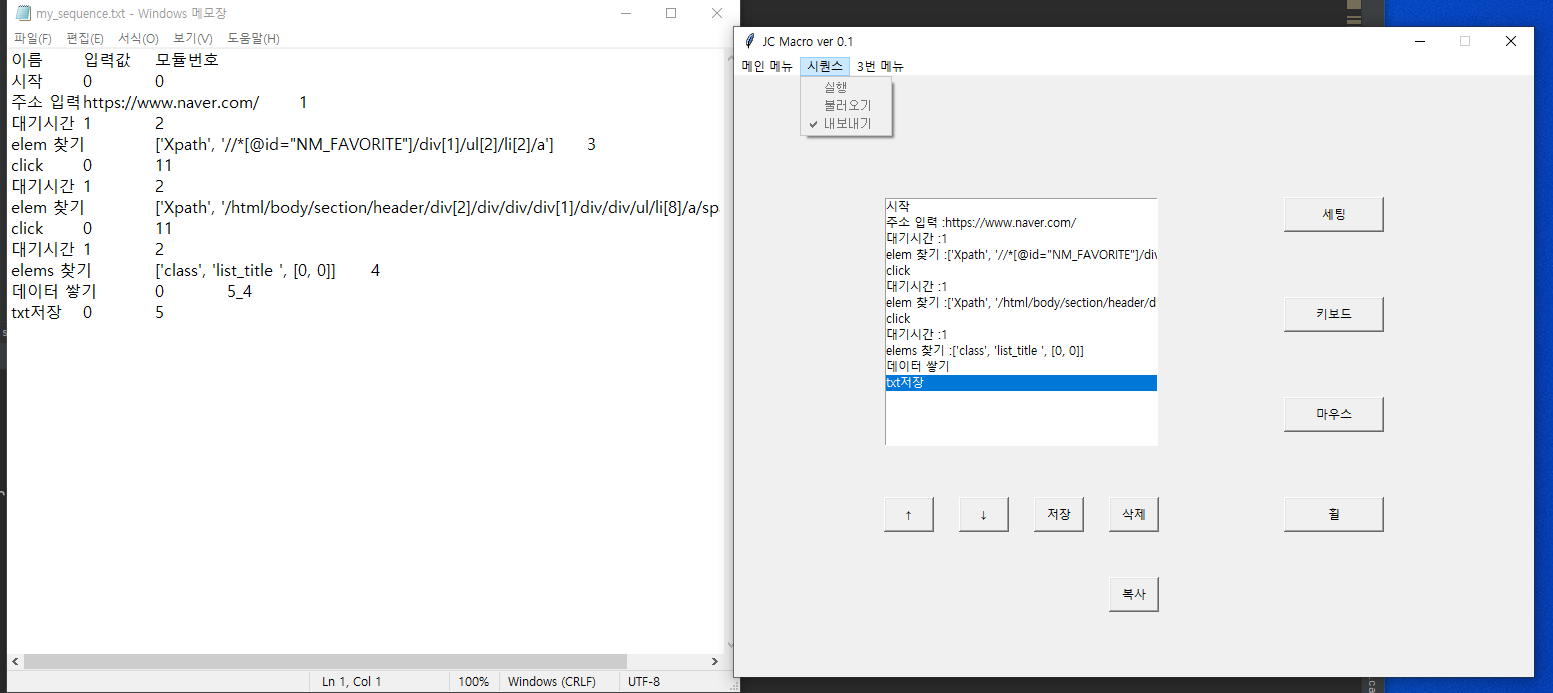 my_sequence.txt - Windows 메모장
파일(F) 편집(E) 서식(O) 보기(V) 도움말(H)
이름 입력값 모듈번호
시작 0 0
주소 입력 https://www.naver.com/ 1
대기시간 1 2
elem 찾기 ['Xpath', '//*[@id="NM_FAVORITE"]/div[1]/ul[2]/li[2]/a'] 3
click 0 11
대기시간 1 2
elem 찾기 ['Xpath', '/html/body/section/header/div[2]/div/div/div[1]/div/div/ul/li[8]/a/sp
click 0 11
대기시간 1 2
elems 찾기 ['class', 'list_title ', [0, 0]] 4
데이터 쌓기 0 5_4
txt저장 0 5
Ln 1, Col 1 100% Windows (CRLF) UTF-8
JC Macro ver 0.1
메인 메뉴 시퀀스 3번 메뉴
실행
불러오기
✓ 내보내기
시작
주소 입력 :https://www.naver.com/
대기시간 :1
elem 찾기 :['Xpath', '//*[@id="NM_FAVORITE"]/div
click
대기시간 :1
elem 찾기 :['Xpath', '/html/body/section/header/d
click
대기시간 :1
elems 찾기 :['class', 'list_title ', [0, 0]]
데이터 쌓기
txt저장
↑ ↓ 저장 삭제
복사
세팅
키보드
마우스
휠